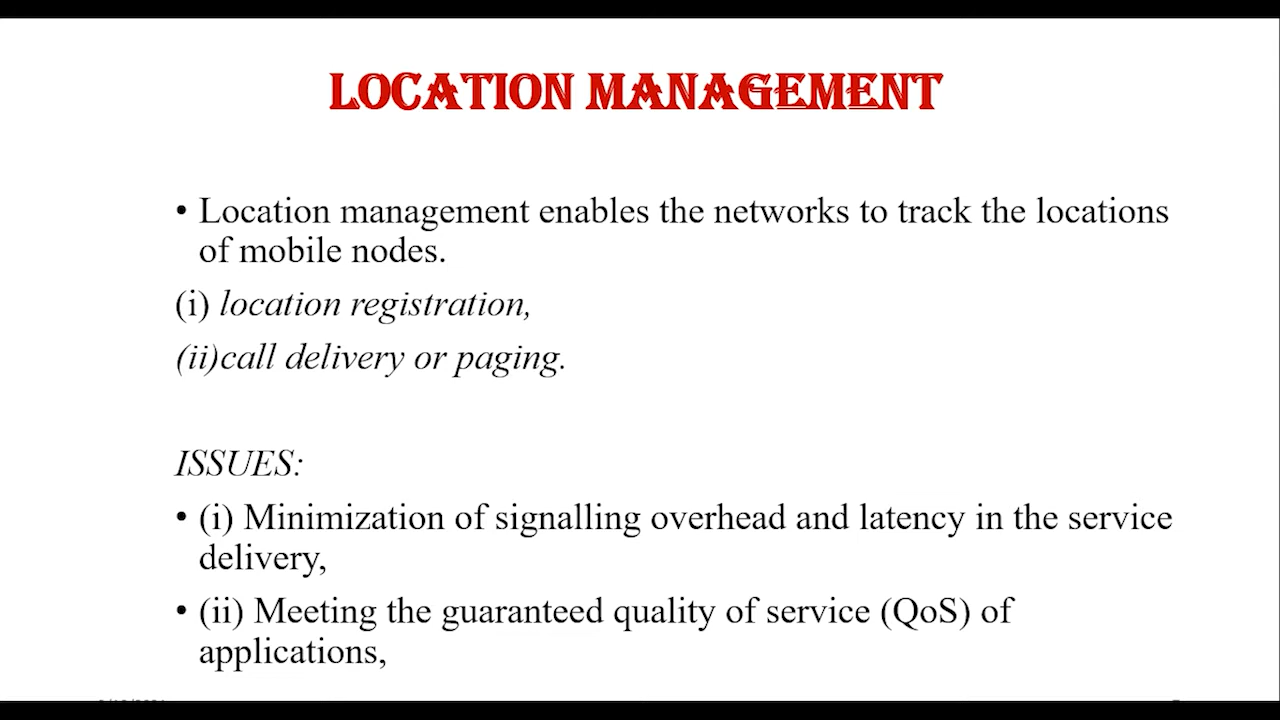 LOCATION MANAGEMENT
• Location management enables the networks to track the locations
of mobile nodes.
(i) location registration,
(ii)call delivery or paging.
ISSUES:
• (i) Minimization of signalling overhead and latency in the service
delivery,
• (ii) Meeting the guaranteed quality of service (QoS) of
applications,